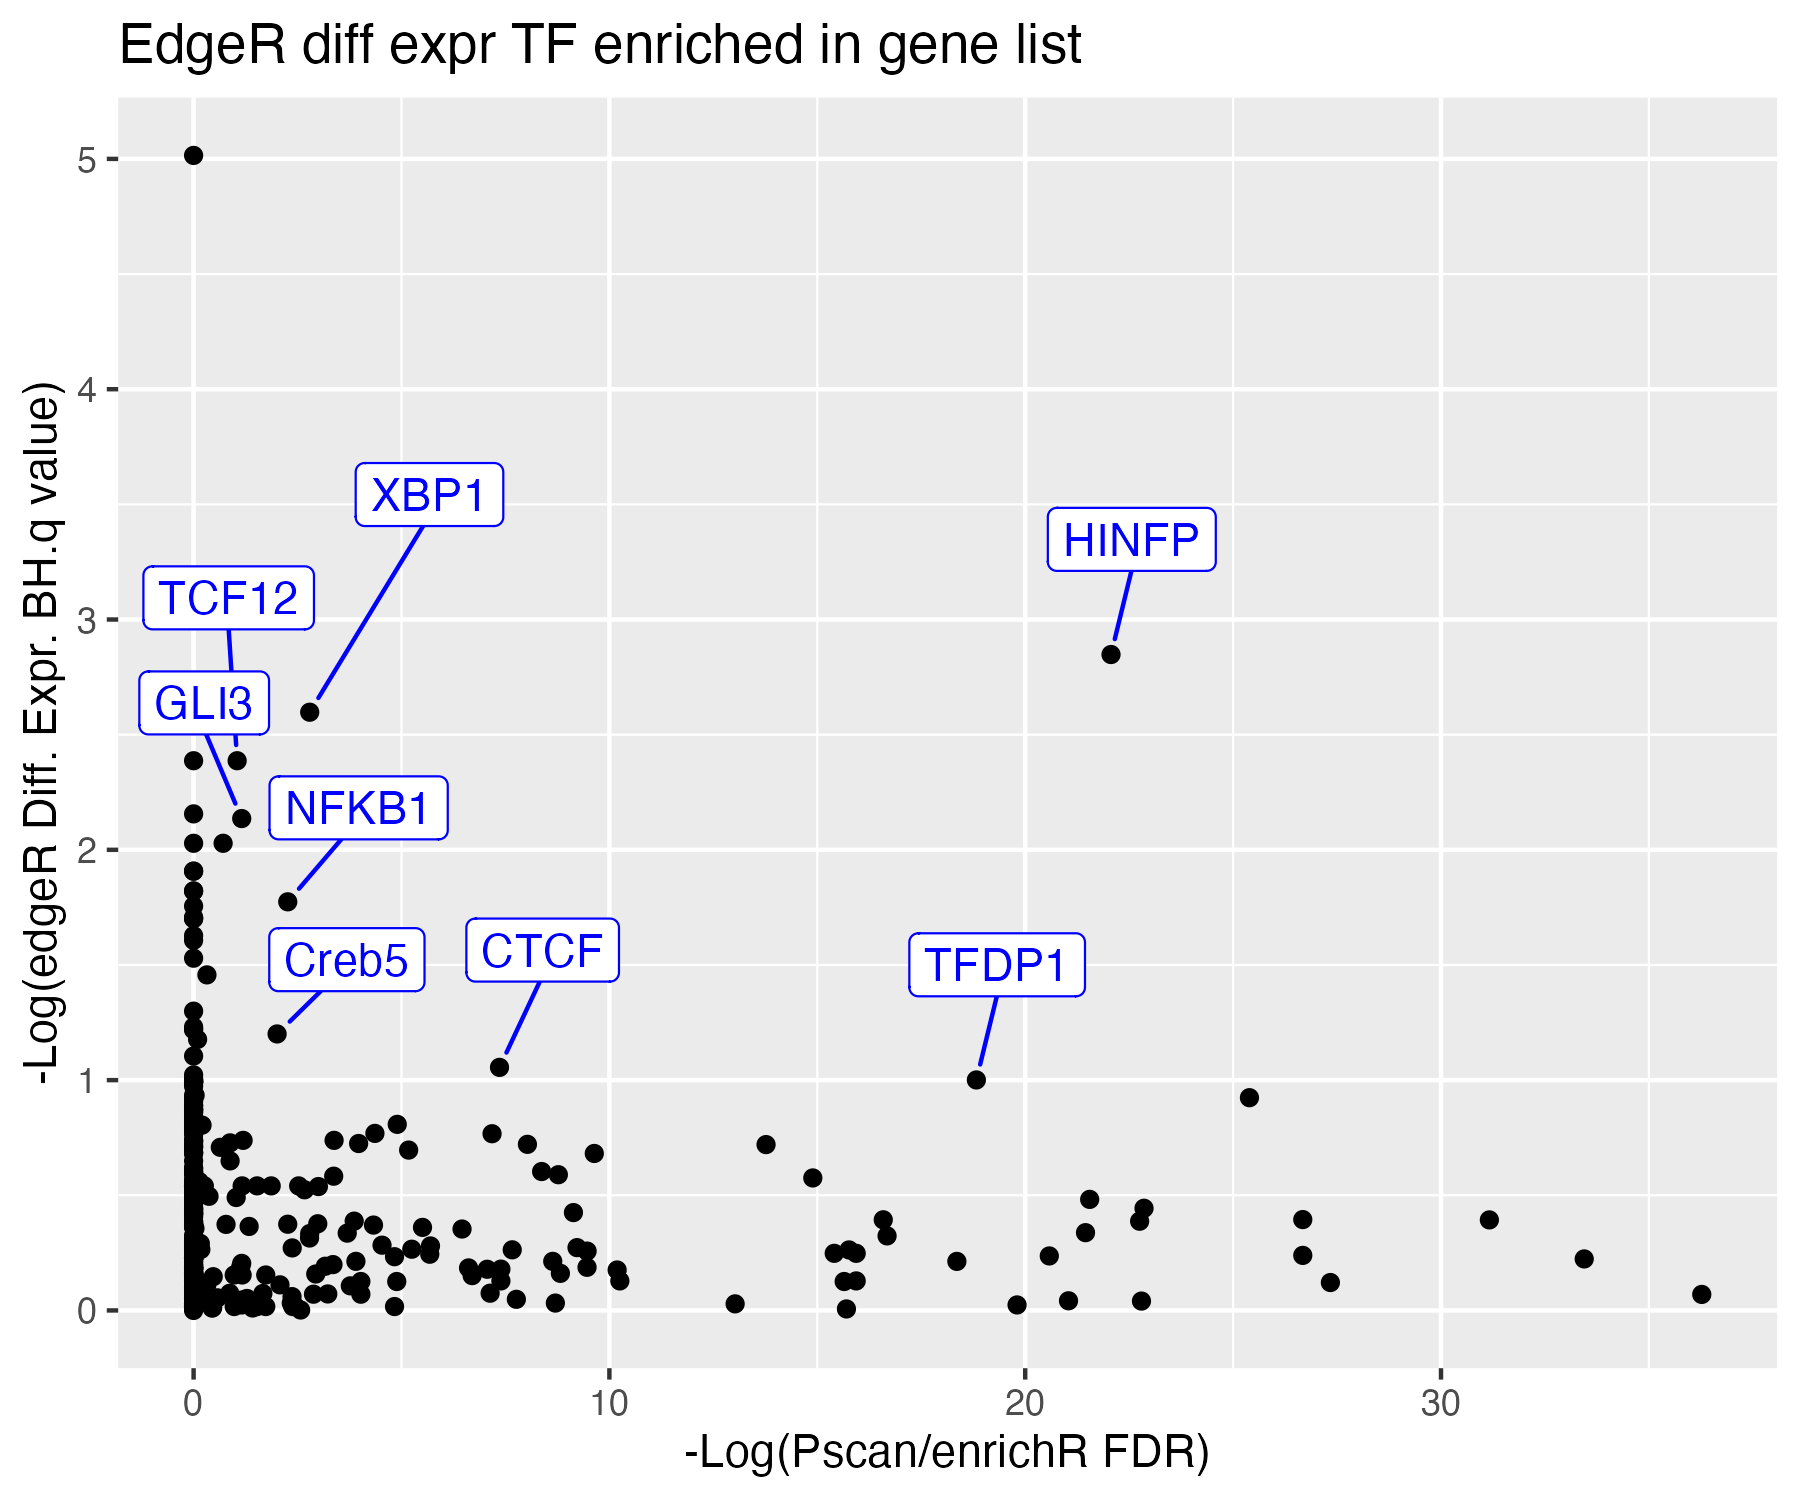 EdgeR diff expr TF enriched in gene list
-Log(edgeR Diff. Expr. BH.q value)
5
4
3
2
1
0
XBP1
HINFP
TCF12
GLI3
NFKB1
Creb5
CTCF
TFDP1
0
10
20
30
-Log(Pscan/enrichR FDR)